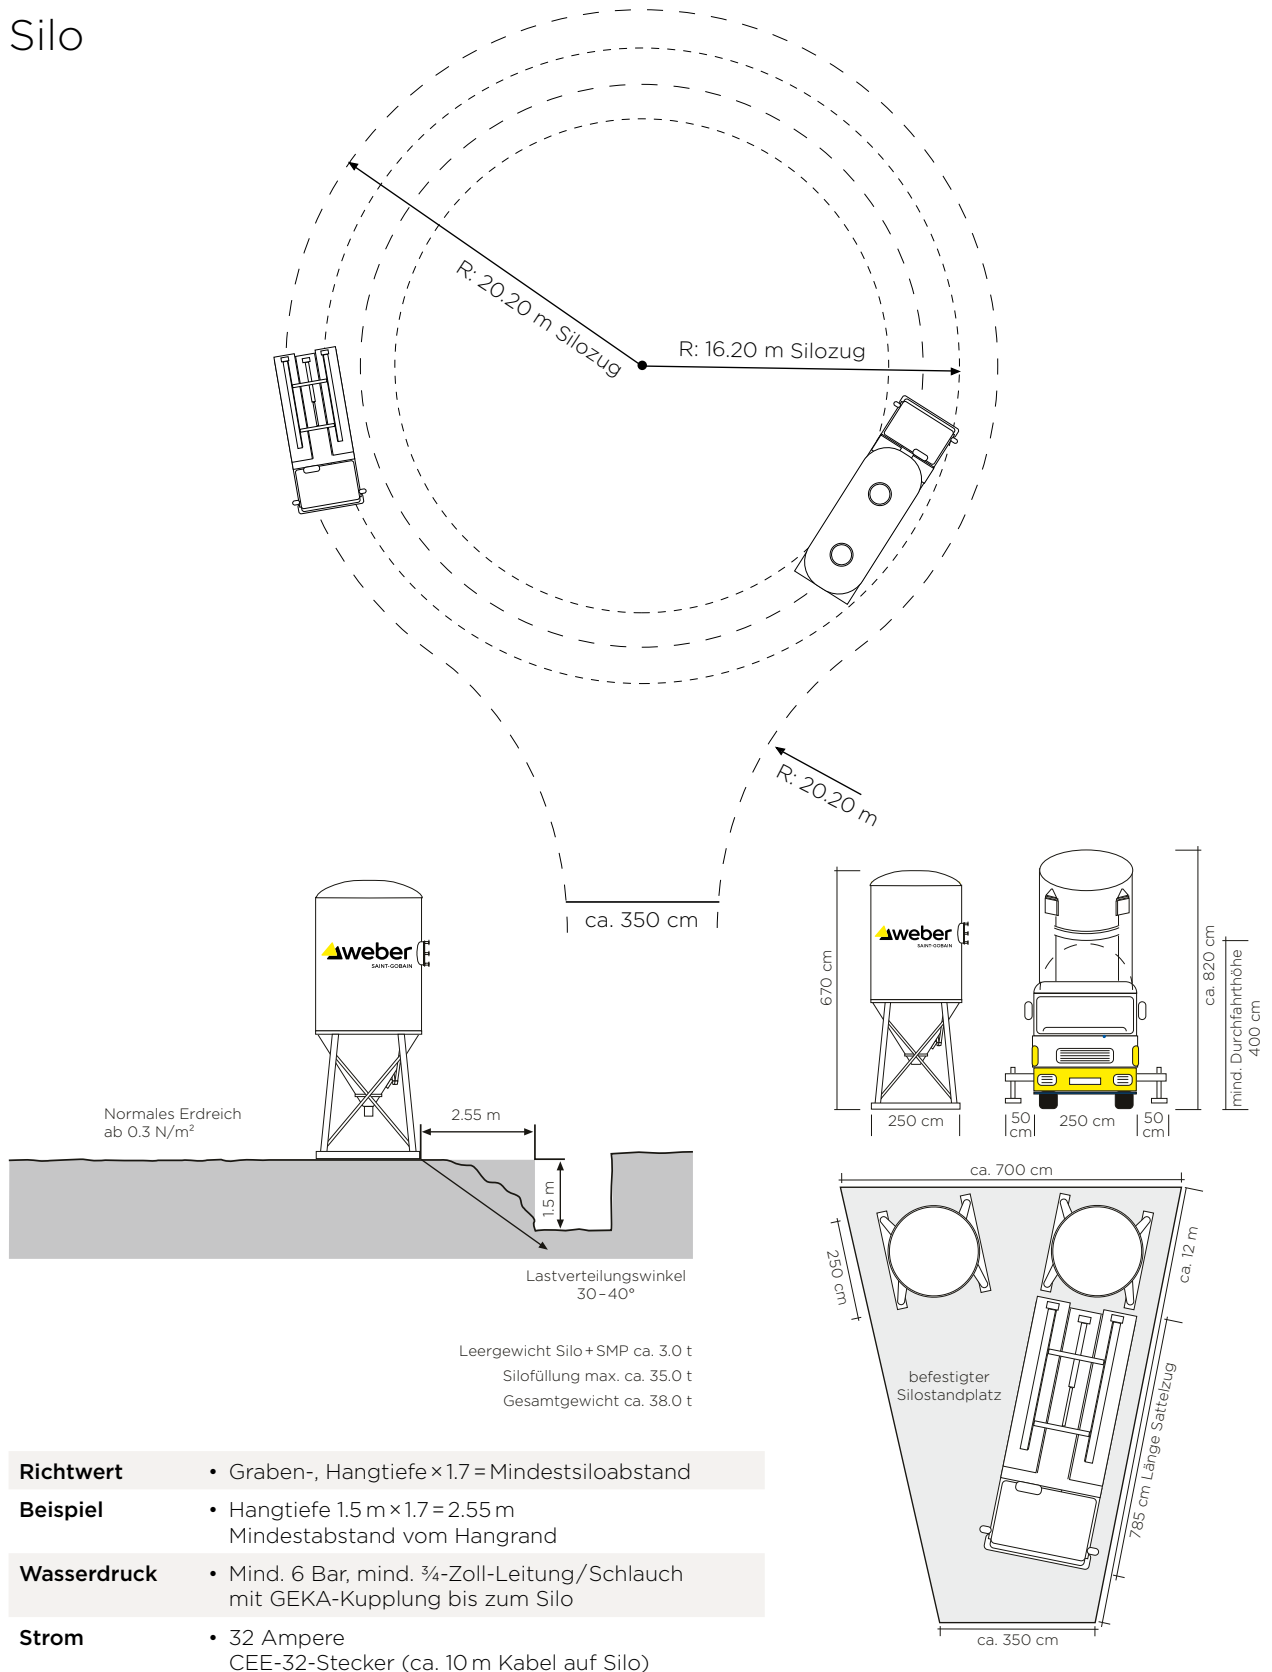 Silo
R: 20.20 m Silozug
R: 16.20 m Silozug
R: 20.20 m
ca. 350 cm
weber
SAINT-GOBAIN
Normales Erdreich
ab 0.3 N/m²
2.55 m
1.5 m
Lastverteilungswinkel
30–40°
Leergewicht Silo + SMP ca. 3.0 t
Silofüllung max. ca. 35.0 t
Gesamtgewicht ca. 38.0 t
weber
SAINT-GOBAIN
670 cm
250 cm
50
cm
250 cm
50
cm
ca. 820 cm
mind. Durchfahrthöhe
400 cm
ca. 700 cm
250 cm
ca. 12 m
befestigter
Silostandplatz
785 cm Länge Sattelzug
ca. 350 cm
Richtwert • Graben-, Hangtiefe × 1.7 = Mindestsiloabstand
Beispiel • Hangtiefe 1.5 m × 1.7 = 2.55 m
Mindestabstand vom Hangrand
Wasserdruck • Mind. 6 Bar, mind. ¾-Zoll-Leitung / Schlauch
mit GEKA-Kupplung bis zum Silo
Strom • 32 Ampere
CEE-32-Stecker (ca. 10 m Kabel auf Silo)